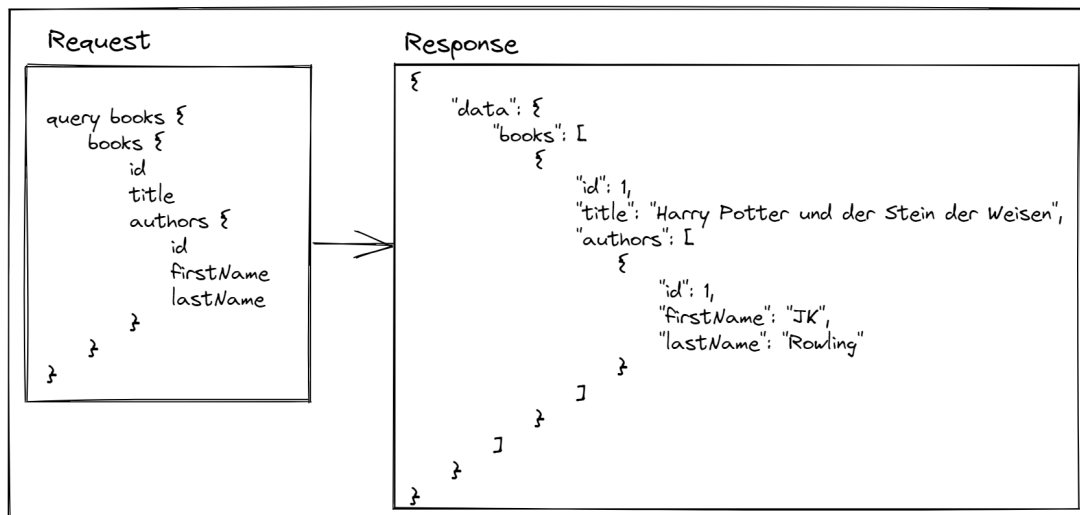 Request
query books {
books {
id
title
authors {
id
firstName
lastName
}
}
}
Response
{
"data": {
"books": [
{
"id": 1,
"title": "Harry Potter und der Stein der Weisen",
"authors": [
{
"id": 1,
"firstName": "JK",
"lastName": "Rowling"
}
]
}
]
}
}